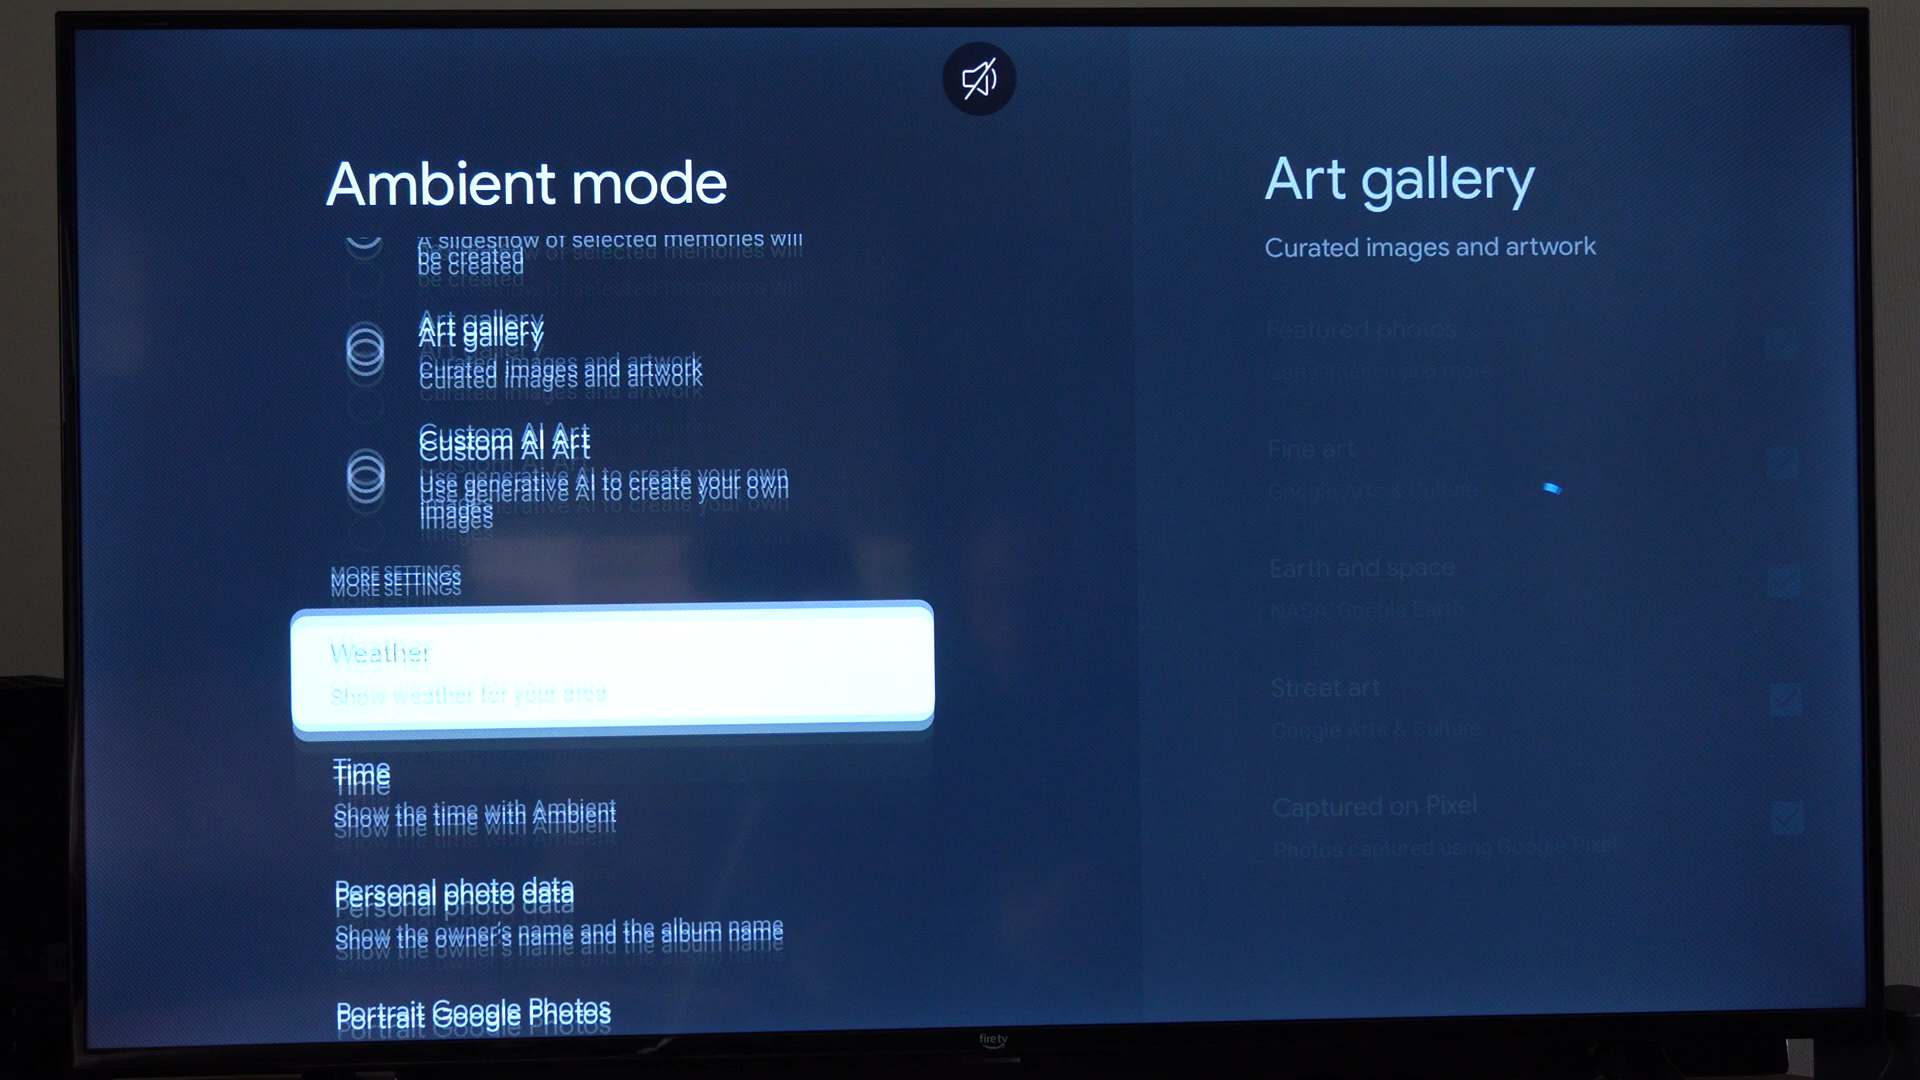 Ambient mode
A slideshow of selected memories will
be created
Art gallery
Curated images and artwork
Custom AI Art
Use generative AI to create your own
images
MORE SETTINGS
Weather
Show weather for your area
Time
Show the time with Ambient
Personal photo data
Show the owner's name and the album name
Portrait Google Photos
Art gallery
Curated images and artwork
Featured photos
Fine art
Google Arts & Culture
Earth and space
NASA, Google Earth
Street art
Google Arts & Culture
Captured on Pixel
Photos captured using Google Pixel
fire tv